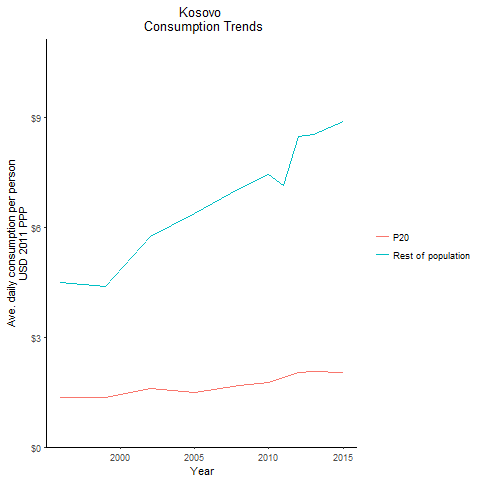 Kosovo
Consumption Trends
Ave. daily consumption per person
USD 2011 PPP
$9
$6
$3
$0
2000
2005
2010
2015
Year
P20
Rest of population